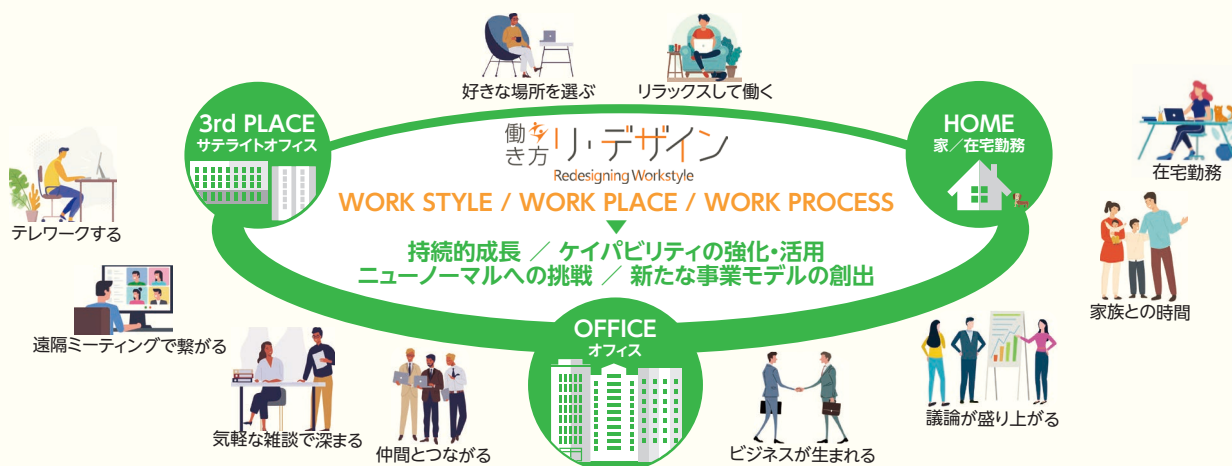 好きな場所を選ぶ
リラックスして働く
3rd PLACE
サテライトオフィス
働き方 リ・デザイン
Redesigning Workstyle
HOME
家／在宅勤務
在宅勤務
WORK STYLE / WORK PLACE / WORK PROCESS
テレワークする
持続的成長 ／ ケイパビリティの強化・活用
ニューノーマルへの挑戦 ／ 新たな事業モデルの創出
家族との時間
遠隔ミーティングで繋がる
OFFICE
オフィス
議論が盛り上がる
気軽な雑談で深まる
仲間とつながる
ビジネスが生まれる